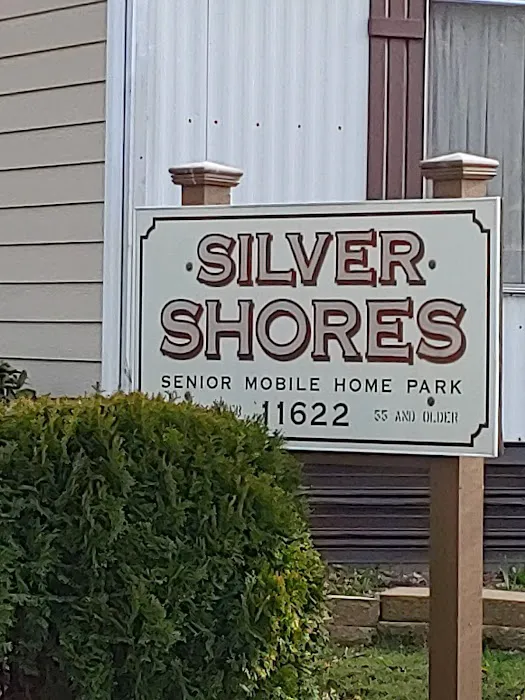 SILVER
SHORES
SENIOR MOBILE HOME PARK
11622 55 AND OLDER